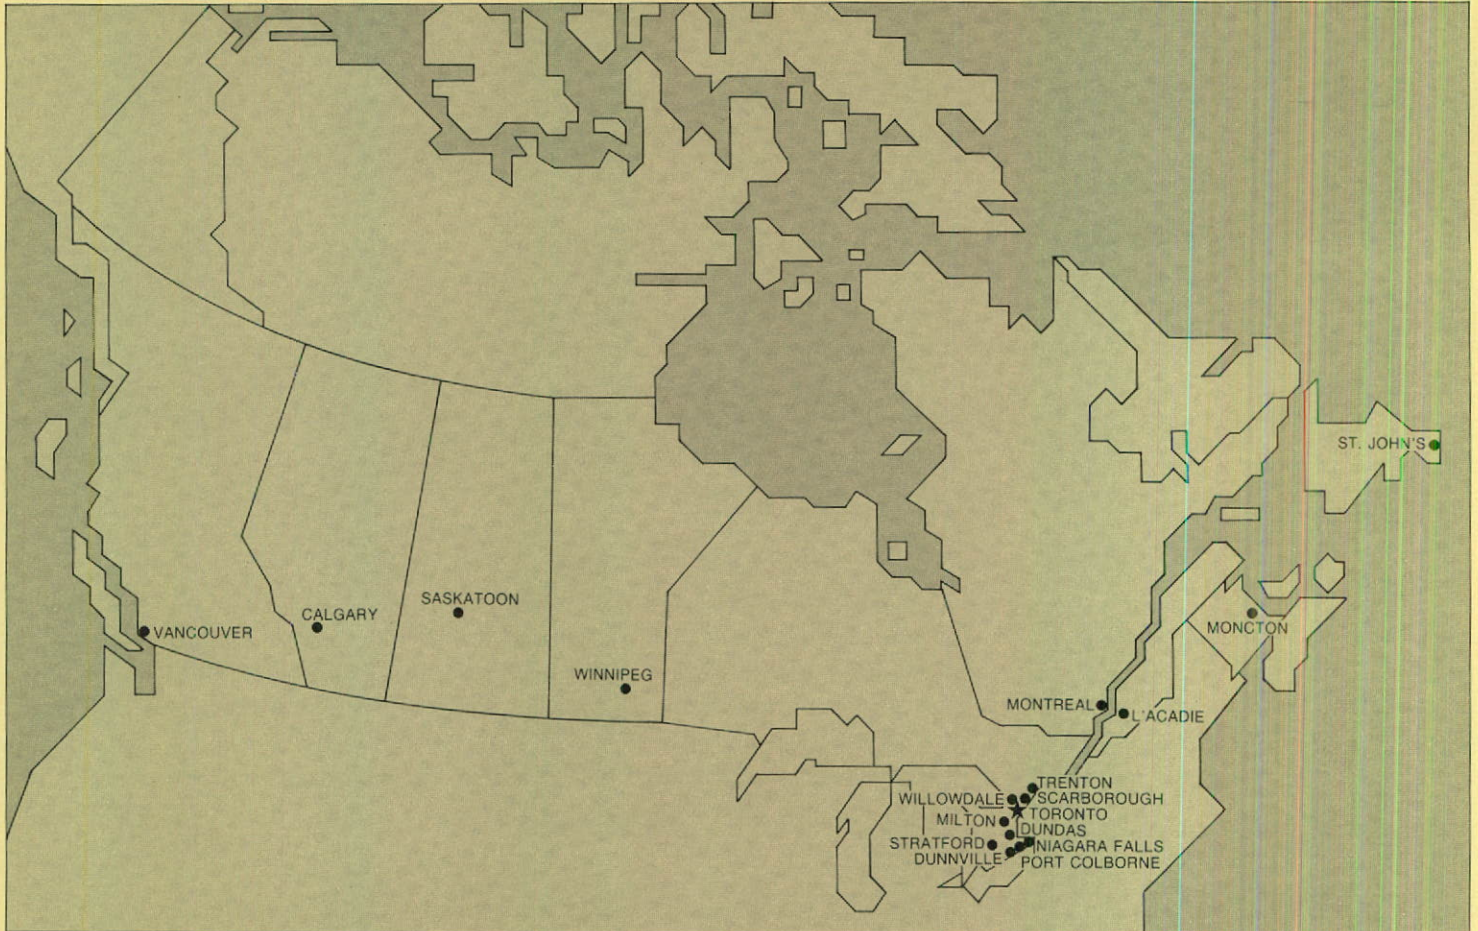 ST. JOHN'S
SASKATOON
CALGARY
VANCOUVER
MONCTON
WINNIPEG
MONTREAL
L'ACADIE
TRENTON
WILLOWDALE
SCARBOROUGH
TORONTO
MILTON
DUNDAS
STRATFORD
NIAGARA FALLS
DUNNVILLE
PORT COLBORNE